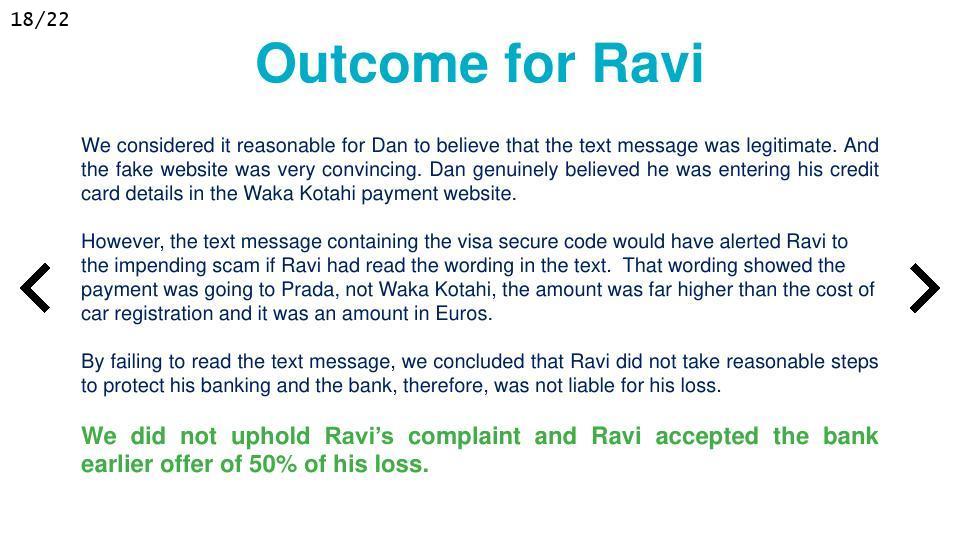 18/22
Outcome for Ravi
We considered it reasonable for Dan to believe that the text message was legitimate. And
the fake website was very convincing. Dan genuinely believed he was entering his credit
card details in the Waka Kotahi payment website.
However, the text message containing the visa secure code would have alerted Ravi to
the impending scam if Ravi had read the wording in the text.  That wording showed the
payment was going to Prada, not Waka Kotahi, the amount was far higher than the cost of
car registration and it was an amount in Euros.
By failing to read the text message, we concluded that Ravi did not take reasonable steps
to protect his banking and the bank, therefore, was not liable for his loss.
We did not uphold Ravi’s complaint and Ravi accepted the bank
earlier offer of 50% of his loss.